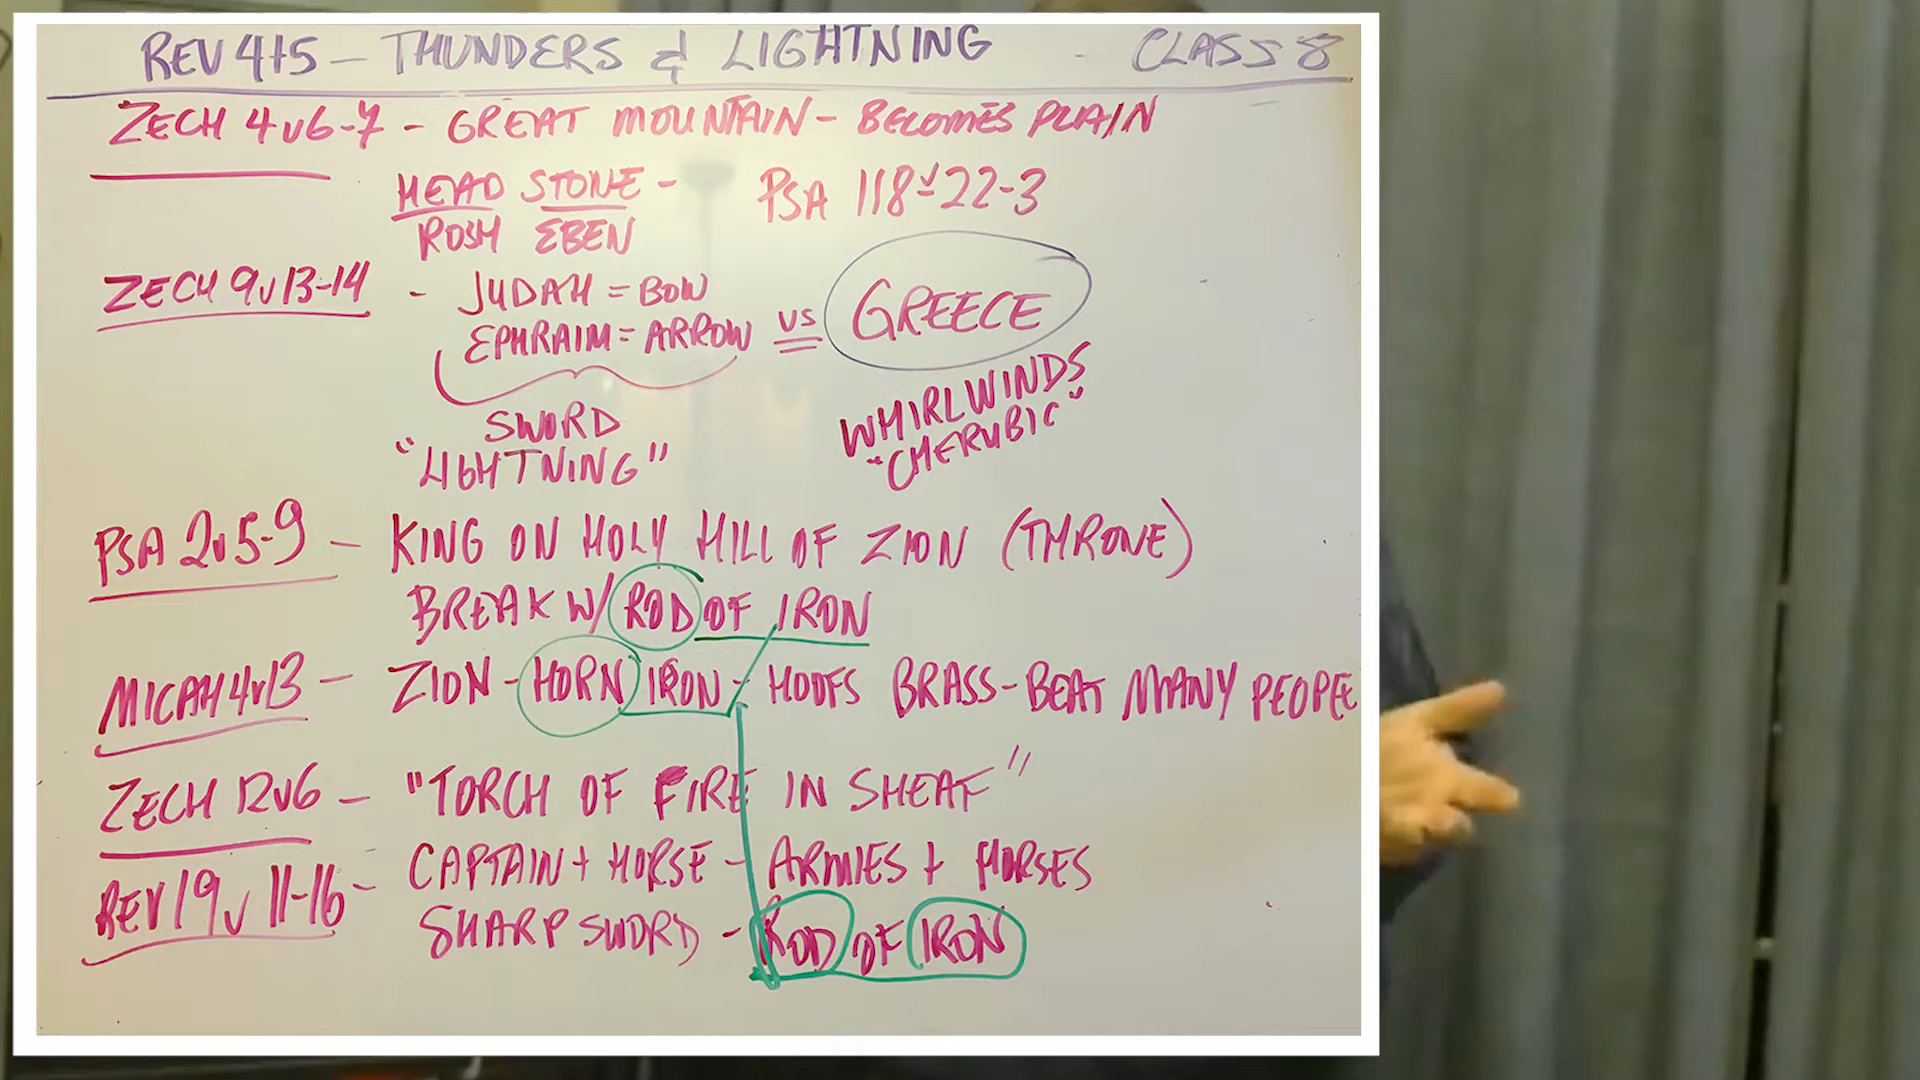 REV 4+5 – THUNDERS & LIGHTNING - CLASS 8
ZECH 4v6-7 - GREAT MOUNTAIN - BECOMES PLAIN
HEAD STONE - PSA 118v22-3
ROSH EBEN
ZECH 9v13-14 - JUDAH = BOW
EPHRAIM = ARROW VS GREECE
SWORD
"LIGHTNING"
WHIRLWINDS
"CHERUBIC"
PSA 2v5-9 - KING ON HOLY HILL OF ZION (THRONE)
BREAK W/ ROD OF IRON
MICAH 4v13 - ZION - HORN IRON - HOOFS BRASS - BEAT MANY PEOPLE
ZECH 12v6 - "TORCH OF FIRE IN SHEAF"
REV 19v11-16 - CAPTAIN + HORSE - ARMIES + HORSES
SHARP SWORD - ROD OF IRON